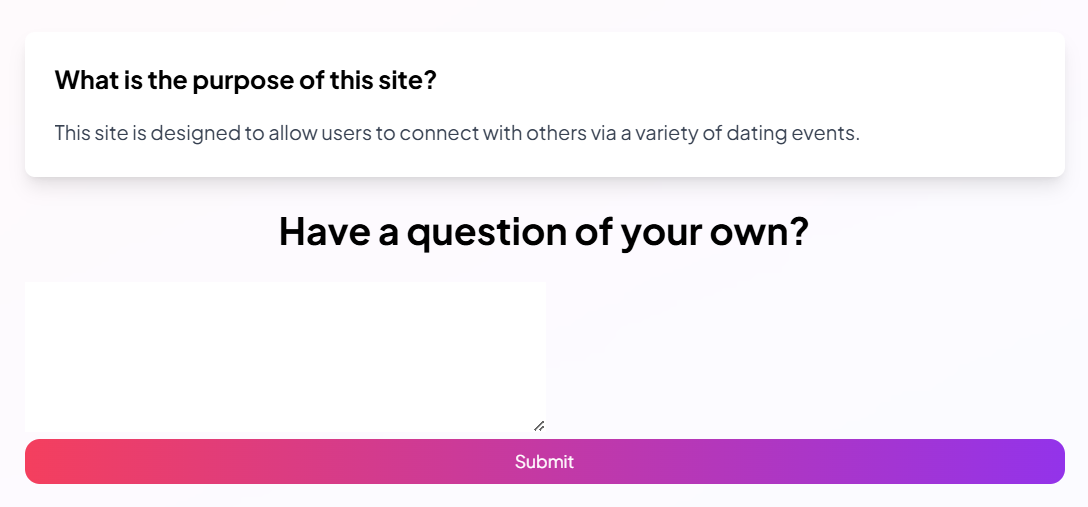 What is the purpose of this site?
This site is designed to allow users to connect with others via a variety of dating events.
Have a question of your own?
Submit